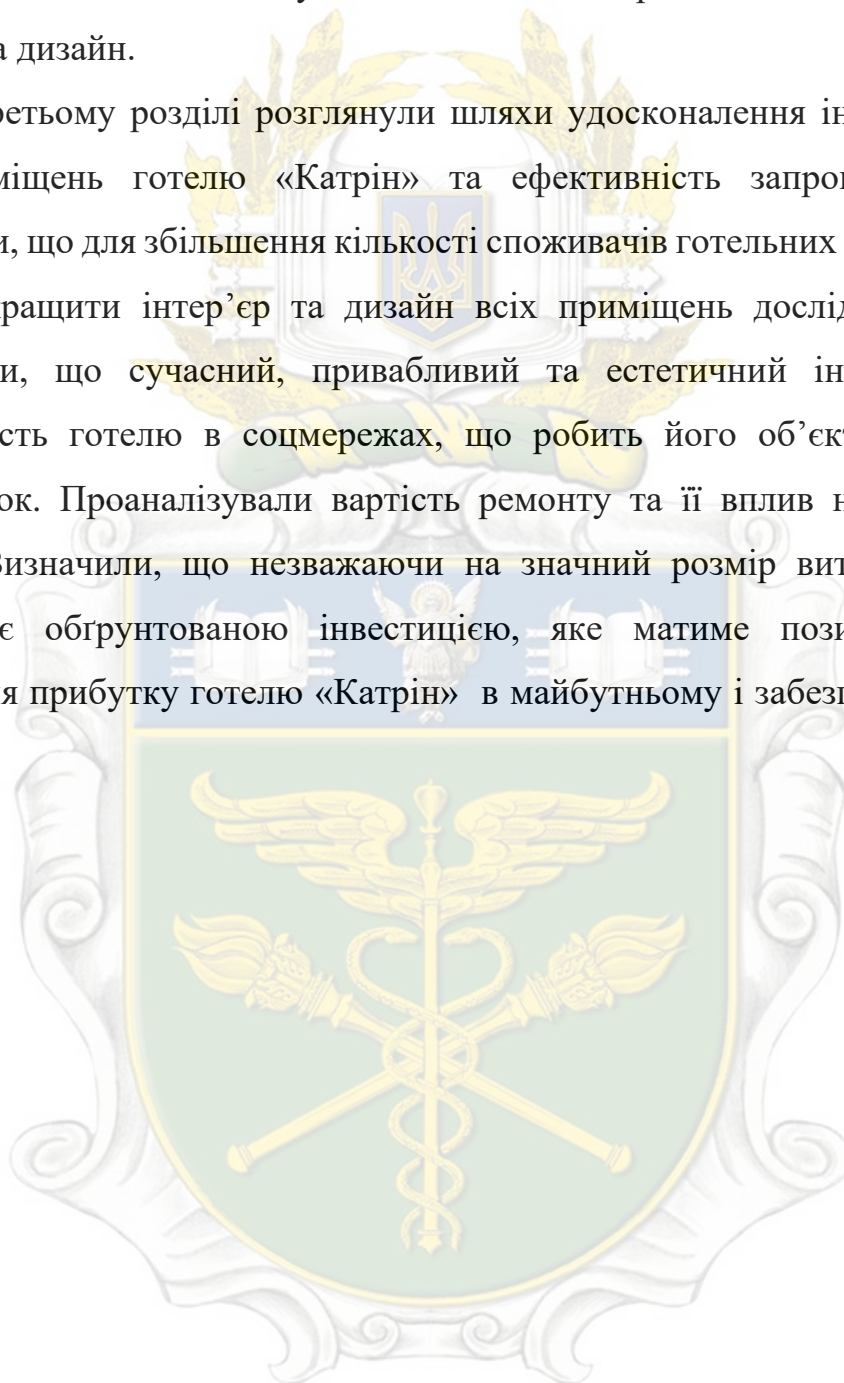 а дизайн.
ретьому розділі розглянули шляхи удосконалення ін
міщень готелю «Катрін» та ефективність запроп
и, що для збільшення кількості споживачів готельних
кращити інтер’єр та дизайн всіх приміщень дослід
и, що сучасний, привабливий та естетичний ін
ість готелю в соцмережах, що робить його об’єкт
ок. Проаналізували вартість ремонту та її вплив н
Визначили, що незважаючи на значний розмір вит
є обґрунтованою інвестицією, яке матиме пози
я прибутку готелю «Катрін» в майбутньому і забезп